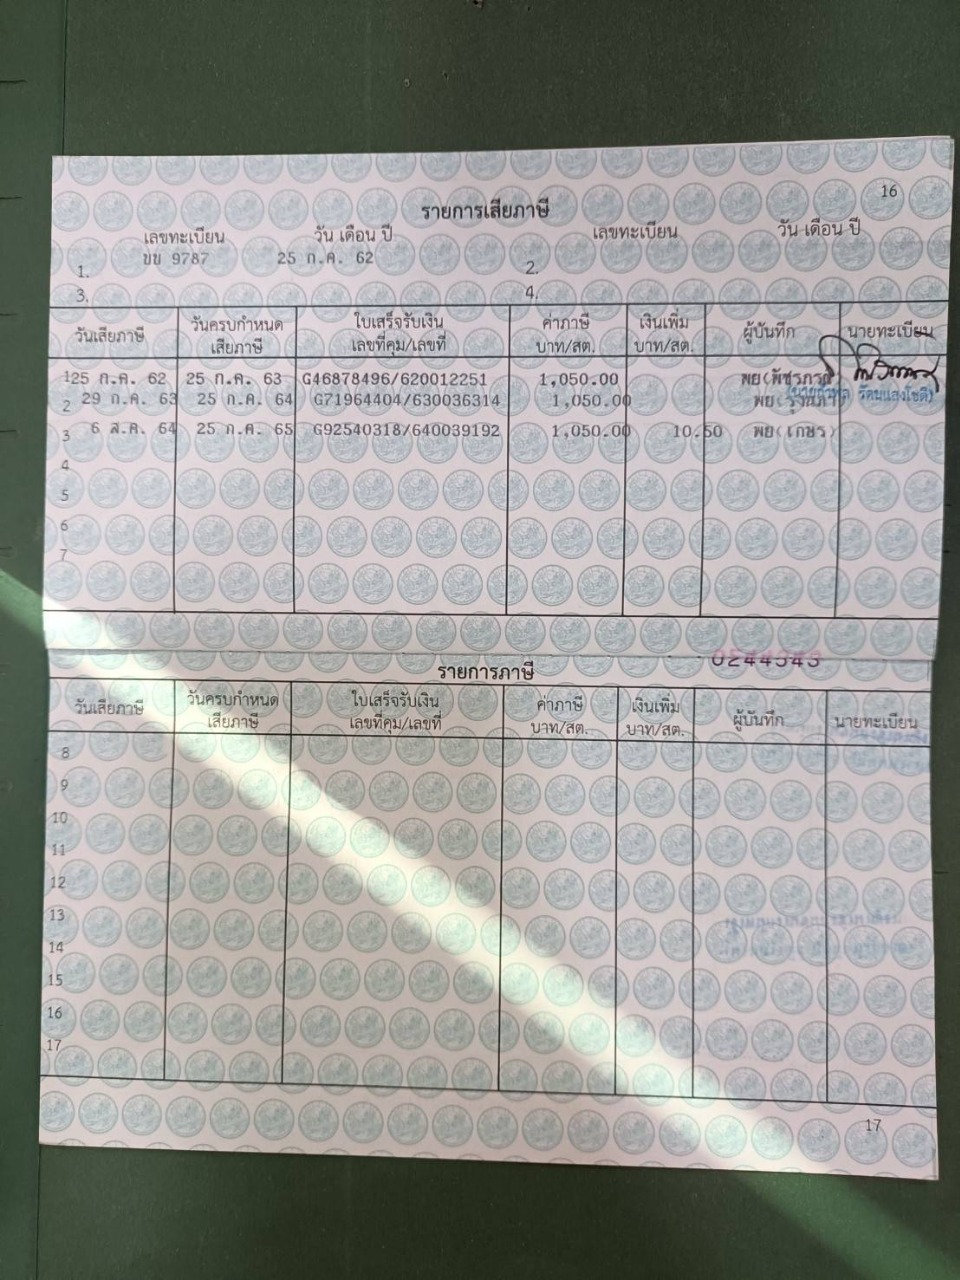 16
รายการเสียภาษี
เลขทะเบียน วัน เดือน ปี เลขทะเบียน วัน เดือน ปี
1. ขข 9787 25 ก.ค. 62 2.
3. 4.
วันเสียภาษี วันครบกำหนด ใบเสร็จรับเงิน ค่าภาษี เงินเพิ่ม ผู้บันทึก นายทะเบียน
เสียภาษี เลขที่คุม/เลขที่ บาท/สต. บาท/สต.
1 25 ก.ค. 62 25 ก.ค. 63 G46878496/620012251 1,050.00 พย(พัชรภรณ์)
2 29 ก.ค. 63 25 ก.ค. 64 G71964404/630036314 1,050.00 พย(
3 6 ส.ค. 64 25 ก.ค. 65 G92540318/640039192 1,050.00 10.50 พย(เกษร)
4
5
6
7
0244343
รายการภาษี
วันเสียภาษี วันครบกำหนด ใบเสร็จรับเงิน ค่าภาษี เงินเพิ่ม ผู้บันทึก นายทะเบียน
เสียภาษี เลขที่คุม/เลขที่ บาท/สต. บาท/สต.
8
9
10
11
12
13
14
15
16
17
17